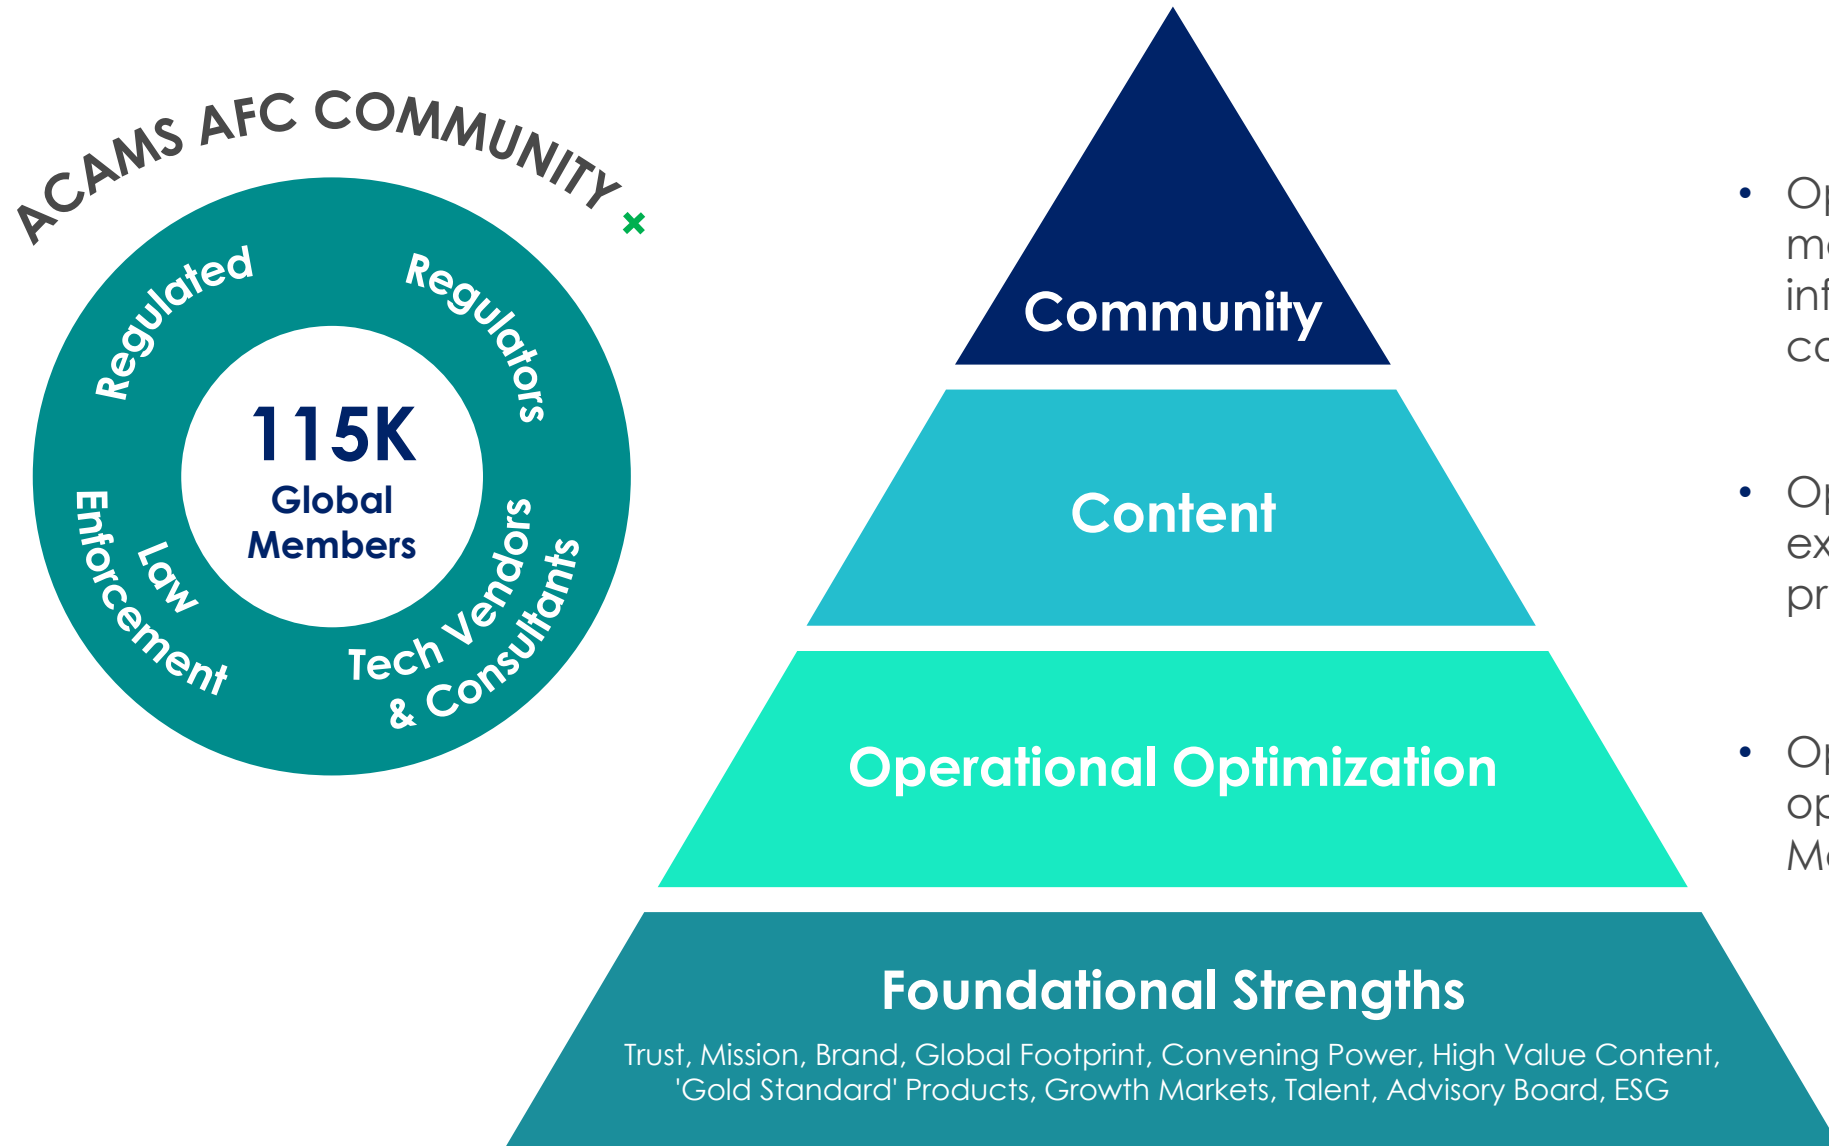 ACAMS AFC COMMUNITY +
Regulated
Regulators
Law
Enforcement
Tech Vendors
& Consultants
115K
Global
Members
Community
Content
Operational Optimization
Foundational Strengths
Trust, Mission, Brand, Global Footprint, Convening Power, High Value Content,
'Gold Standard' Products, Growth Markets, Talent, Advisory Board, ESG